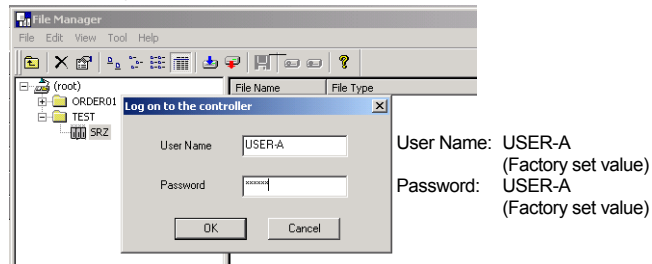 File Manager
File Edit View Tool Help
(root)
File Name File Type
ORDER01
TEST
SRZ
Log on to the controller
User Name USER-A
Password xxxxxx
OK Cancel
User Name: USER-A
(Factory set value)
Password: USER-A
(Factory set value)